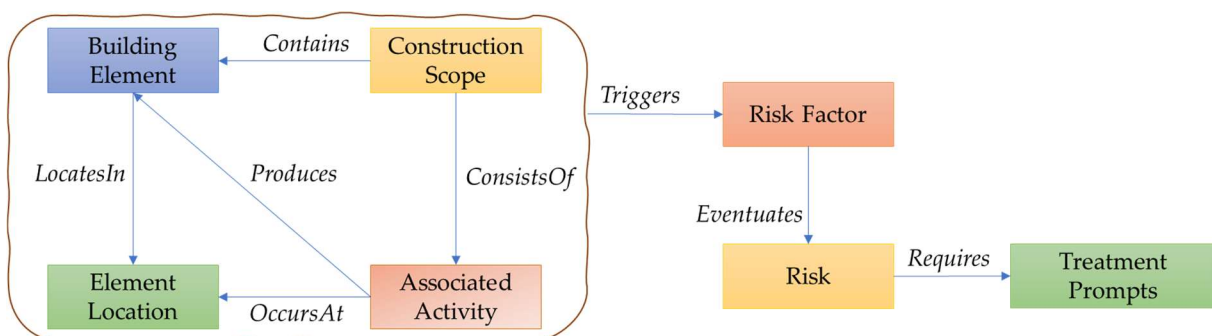 Building
Element
Contains
Construction
Scope
Triggers
Risk Factor
LocatesIn
Produces
ConsistsOf
Eventuates
Element
Location
OccursAt
Associated
Activity
Risk
Requires
Treatment
Prompts